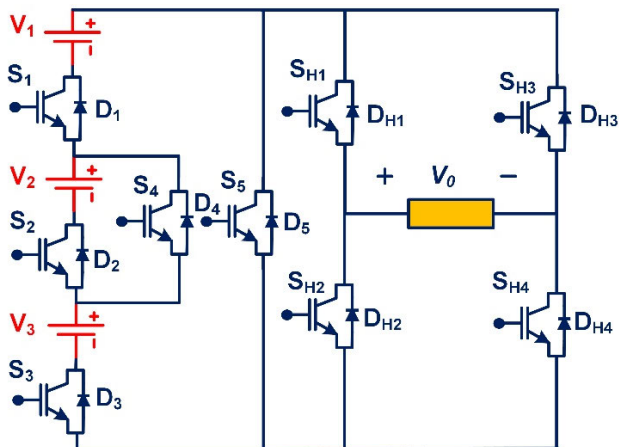 V1 +
S1
D1
SH1
DH1
SH3
DH3
V2 +
S4
S5
+ V0 −
S2
D2
D4
D5
V3 +
SH2
DH2
SH4
DH4
S3
D3